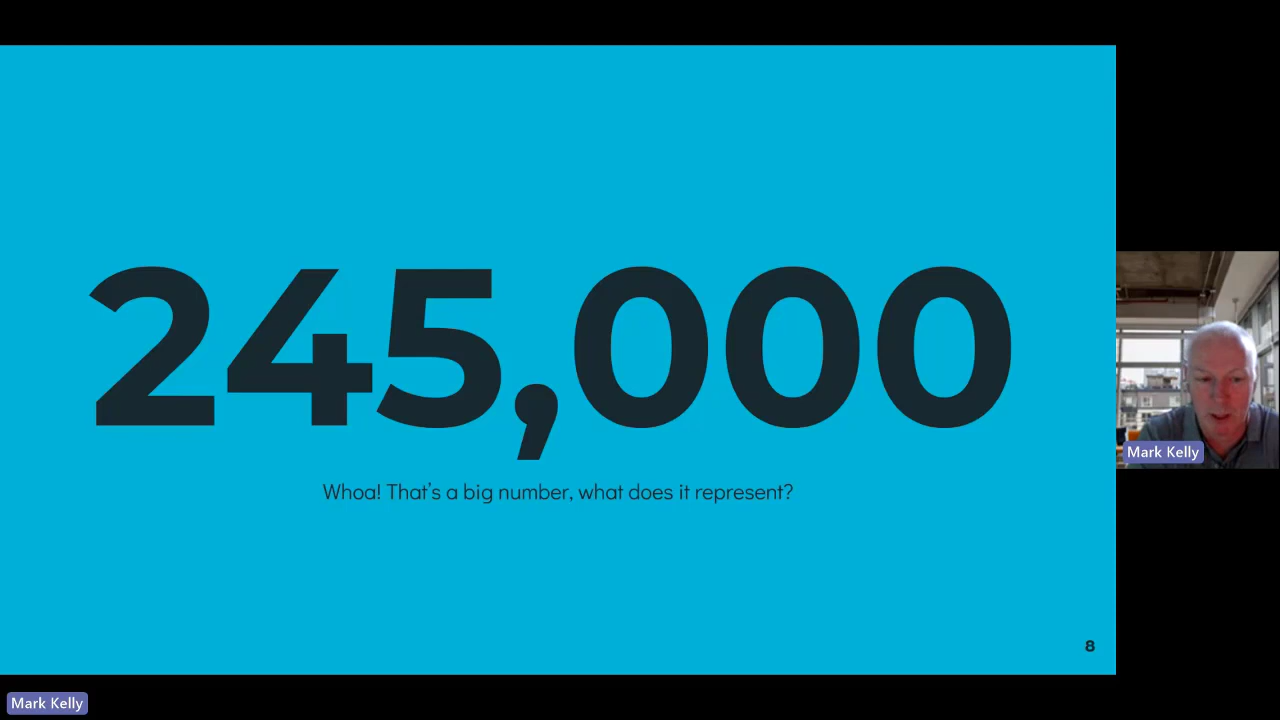 245,000
Whoa! That's a big number, what does it represent?
8
Mark Kelly
Mark Kelly